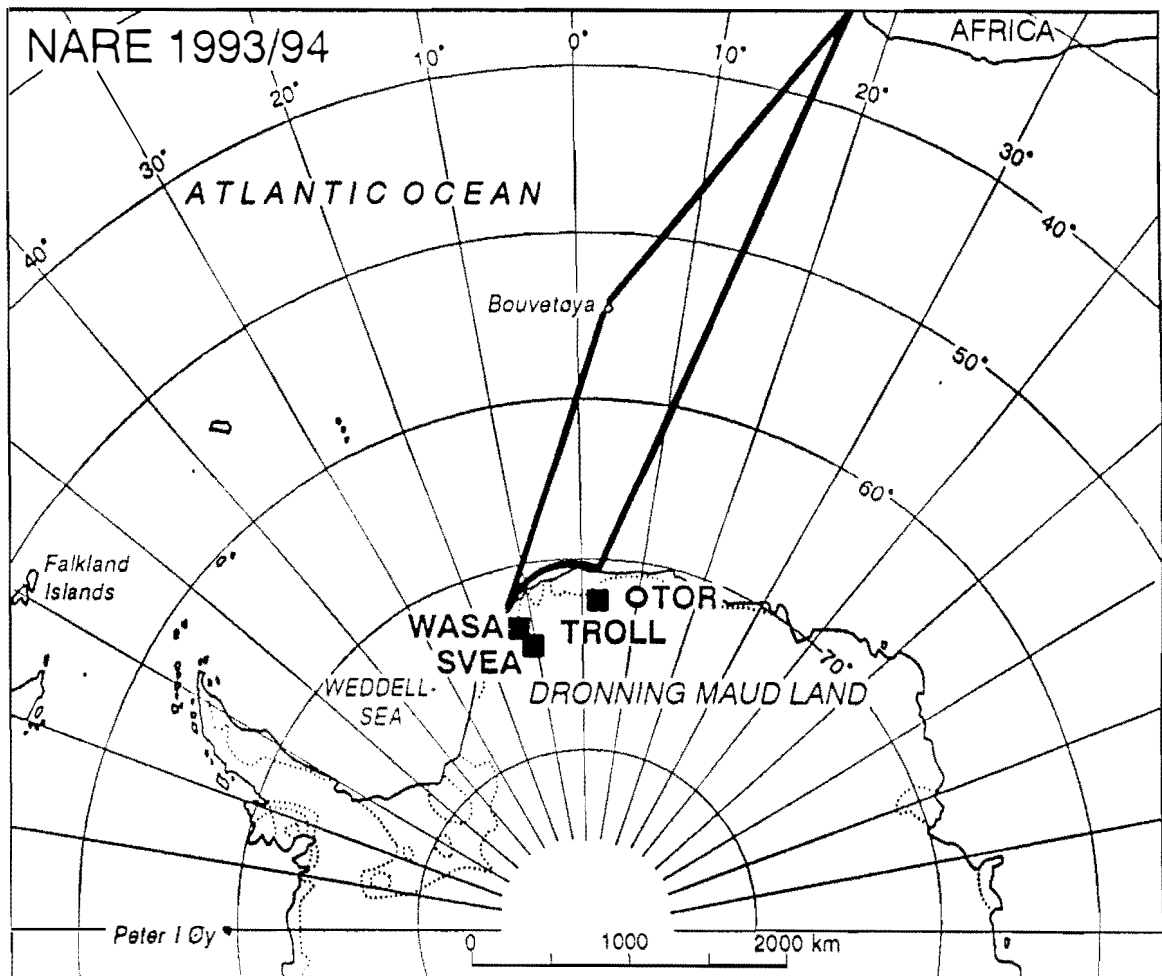 NARE 1993/94
AFRICA
0°
10°
10°
20°
20°
30°
30°
40°
40°
ATLANTIC OCEAN
50°
Bouvetøya
60°
Falkland
Islands
OTOR
WASA
TROLL
SVEA
70°
WEDDELL-
SEA
DRONNING MAUD LAND
Peter I Øy
0 1000 2000 km